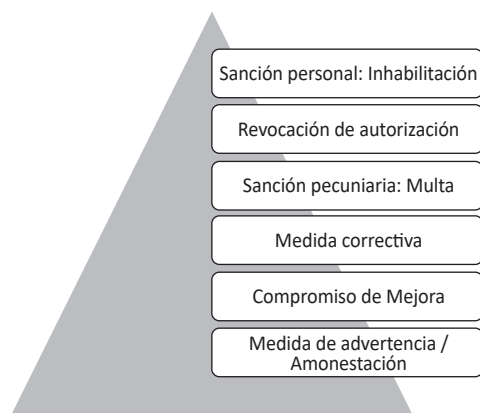 Sanción personal: Inhabilitación
Revocación de autorización
Sanción pecuniaria: Multa
Medida correctiva
Compromiso de Mejora
Medida de advertencia /
Amonestación